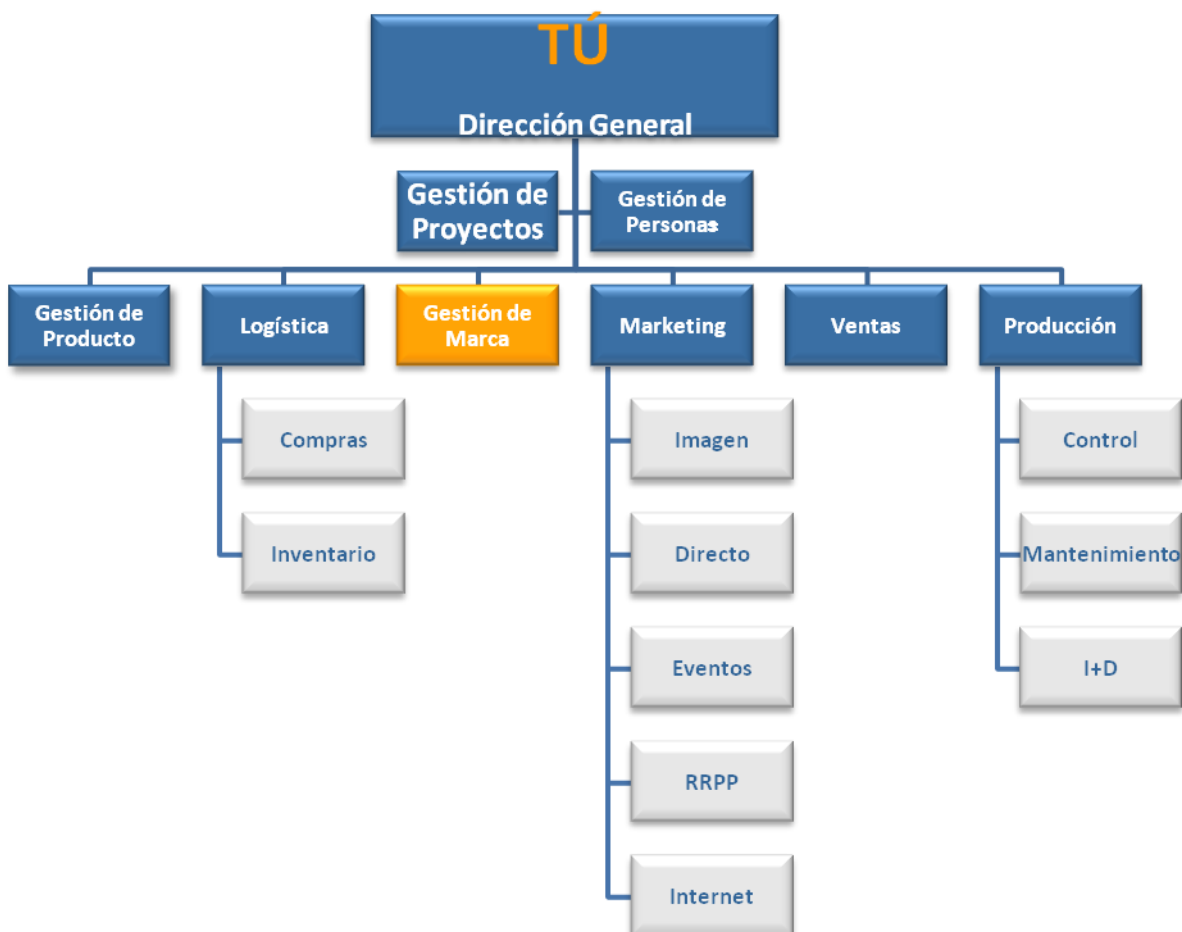 TÚ
Dirección General
Gestión de
Proyectos
Gestión de
Personas
Gestión de
Producto
Logística
Gestión de
Marca
Marketing
Ventas
Producción
Compras
Imagen
Control
Inventario
Directo
Mantenimiento
Eventos
I+D
RRPP
Internet